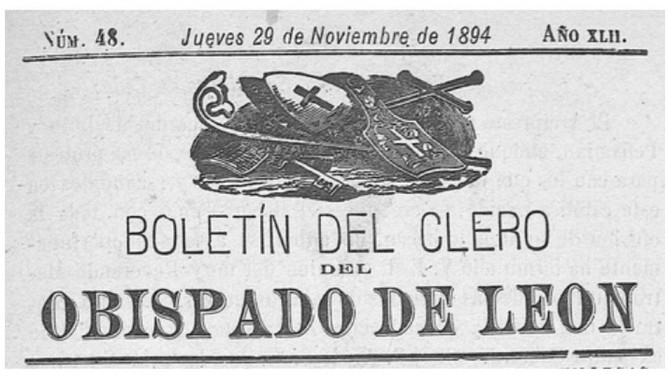 NÚM. 48. Jueves 29 de Noviembre de 1894 AÑO XLII.
BOLETÍN DEL CLERO
DEL
OBISPADO DE LEON